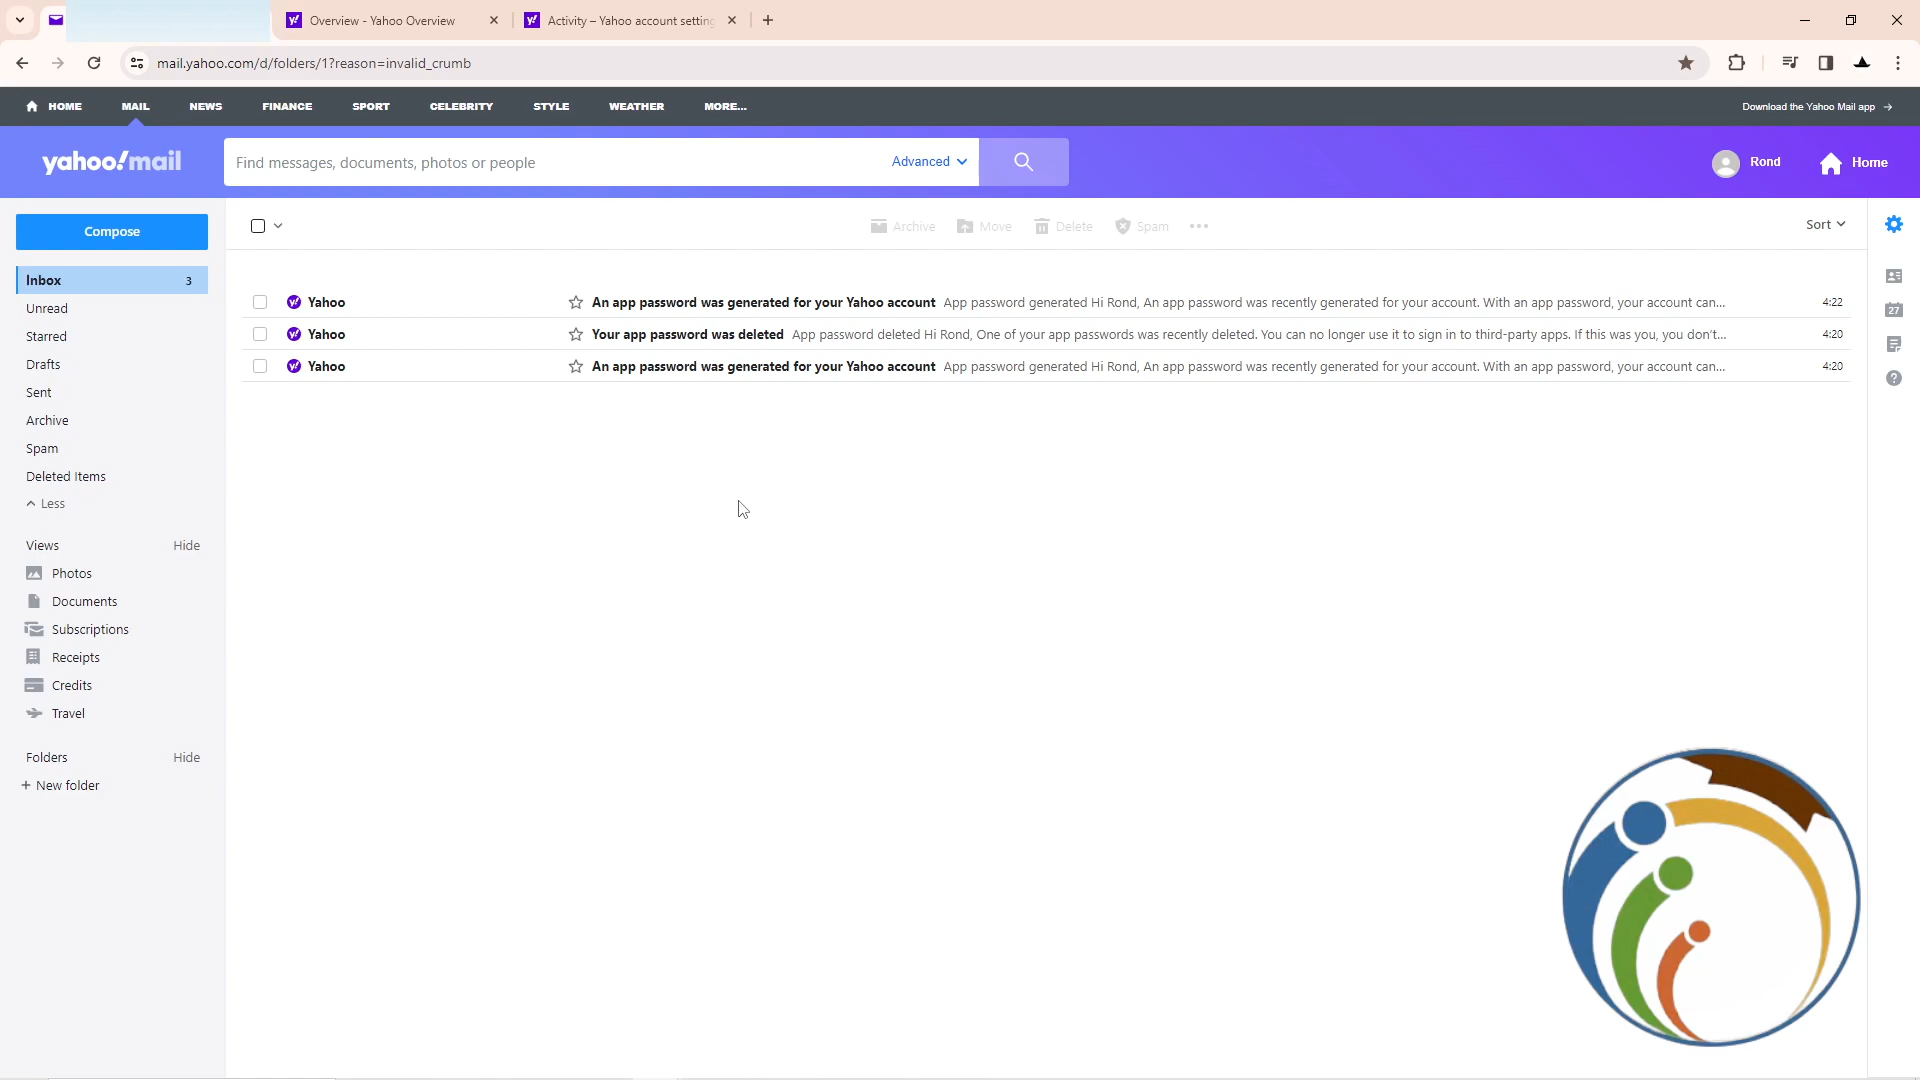 Overview - Yahoo Overview
Activity – Yahoo account setting
mail.yahoo.com/d/folders/1?reason=invalid_crumb
HOME MAIL NEWS FINANCE SPORT CELEBRITY STYLE WEATHER MORE... Download the Yahoo Mail app →
yahoo!mail Find messages, documents, photos or people Advanced Rond Home
Compose
Archive Move Delete Spam Sort
Inbox 3
Unread
Starred
Drafts
Sent
Archive
Spam
Deleted Items
Less
Views Hide
Photos
Documents
Subscriptions
Receipts
Credits
Travel
Folders Hide
+ New folder
Yahoo An app password was generated for your Yahoo account App password generated Hi Rond, An app password was recently generated for your account. With an app password, your account can... 4:22
Yahoo Your app password was deleted App password deleted Hi Rond, One of your app passwords was recently deleted. You can no longer use it to sign in to third-party apps. If this was you, you don't... 4:20
Yahoo An app password was generated for your Yahoo account App password generated Hi Rond, An app password was recently generated for your account. With an app password, your account can... 4:20
27